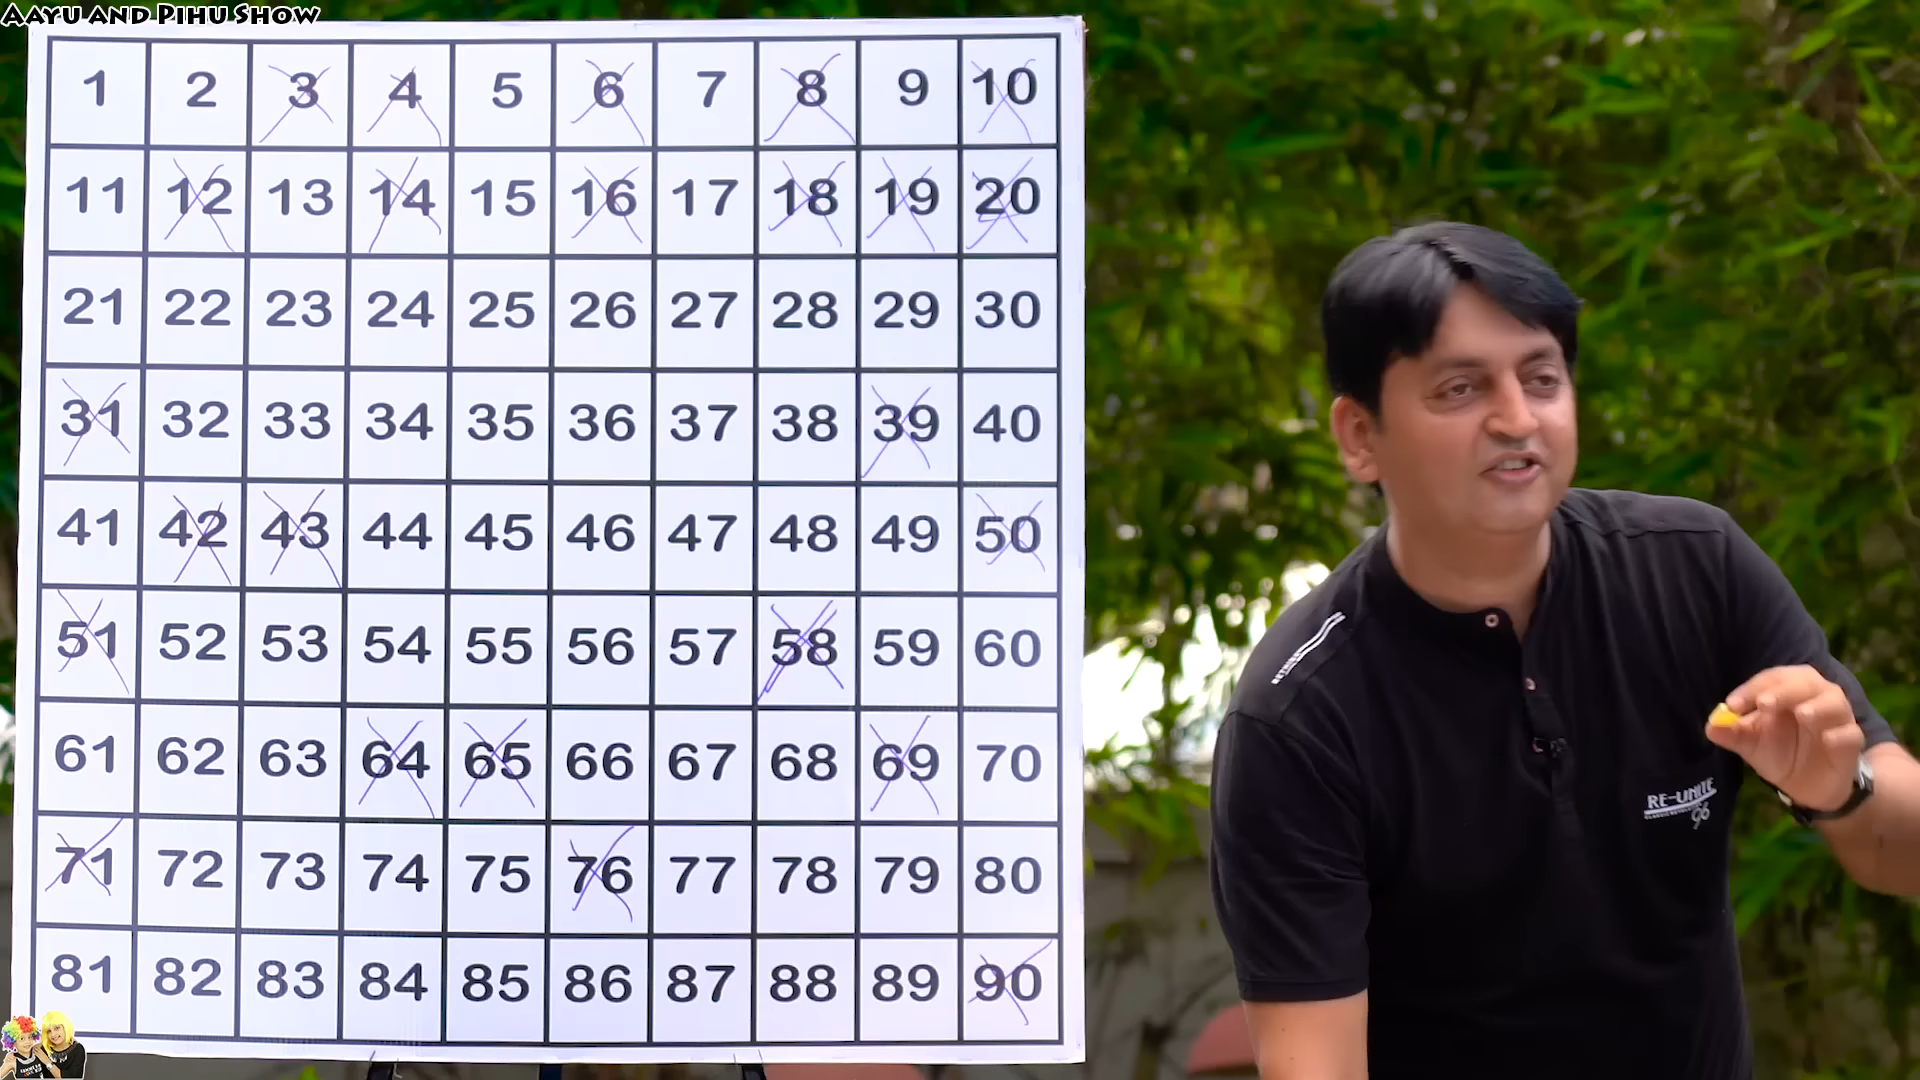 Aayu and Pihu Show
1 2 3 4 5 6 7 8 9 10
11 12 13 14 15 16 17 18 19 20
21 22 23 24 25 26 27 28 29 30
31 32 33 34 35 36 37 38 39 40
41 42 43 44 45 46 47 48 49 50
51 52 53 54 55 56 57 58 59 60
61 62 63 64 65 66 67 68 69 70
71 72 73 74 75 76 77 78 79 80
81 82 83 84 85 86 87 88 89 90
RE-UNITE
96